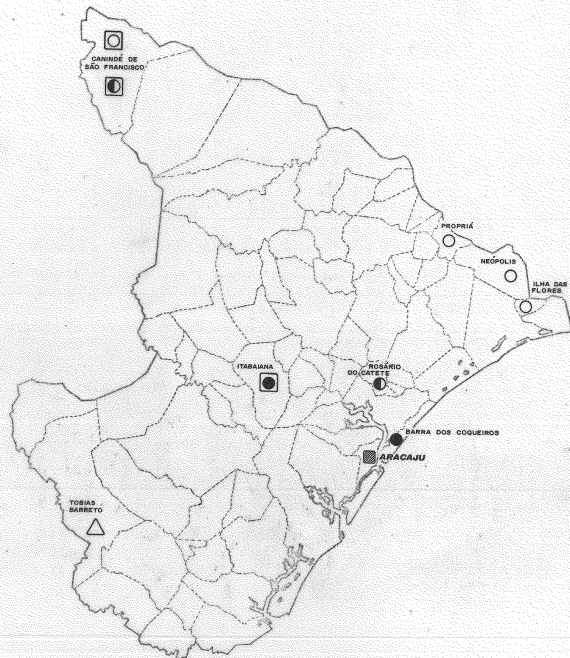 CANINDÉ DE
SÃO FRANCISCO
PROPRIÁ
NEÓPOLIS
ILHA DAS
FLORES
ITABAIANA
ROSÁRIO
DO CATETE
BARRA DOS COQUEIROS
ARACAJU
TOBIAS
BARRETO